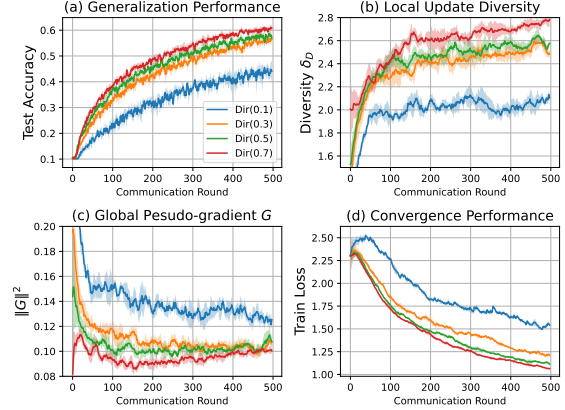 (a) Generalization Performance
Test Accuracy
0.6
0.5
0.4
0.3
0.2
0.1
Dir(0.1)
Dir(0.3)
Dir(0.5)
Dir(0.7)
0 100 200 300 400 500
Communication Round
(b) Local Update Diversity
Diversity δ_D
2.8
2.6
2.4
2.2
2.0
1.8
1.6
0 100 200 300 400 500
Communication Round
(c) Global Pesudo-gradient G
‖G‖²
0.20
0.18
0.16
0.14
0.12
0.10
0.08
0 100 200 300 400 500
Communication Round
(d) Convergence Performance
Train Loss
2.50
2.25
2.00
1.75
1.50
1.25
1.00
0 100 200 300 400 500
Communication Round